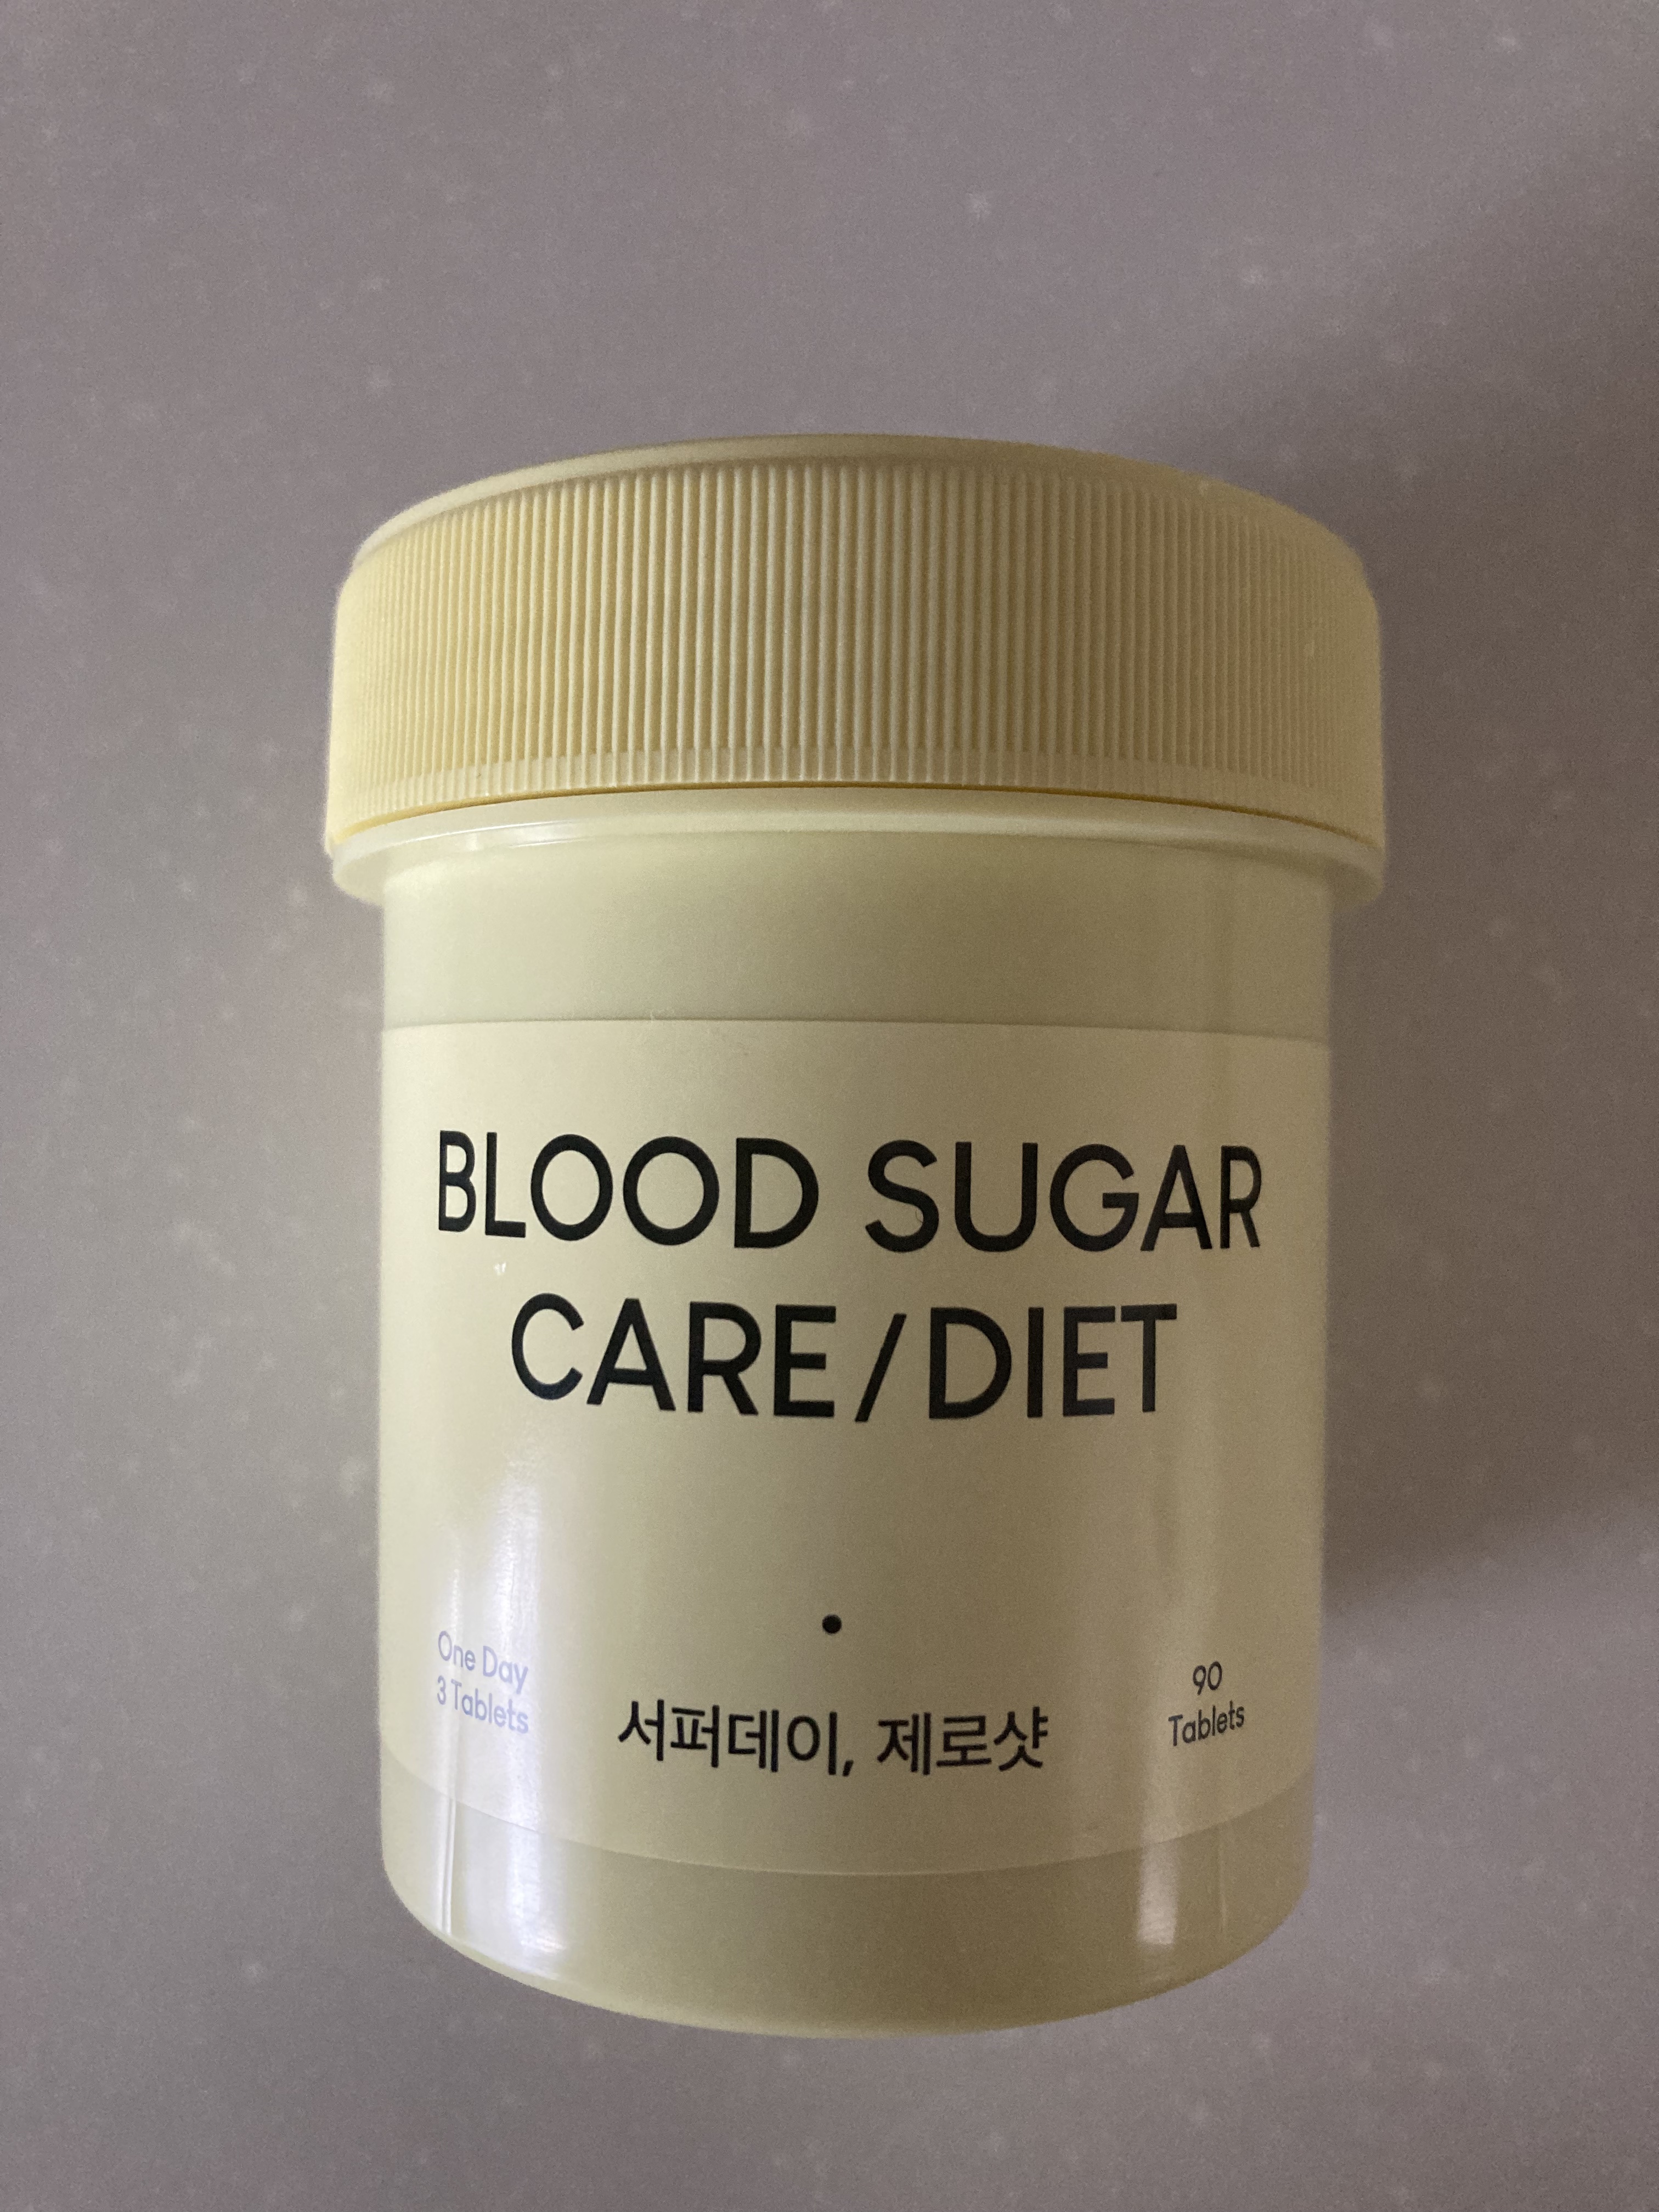 BLOOD SUGAR
CARE/DIET
•
One Day
3 Tablets
서퍼데이, 제로샷
90
Tablets